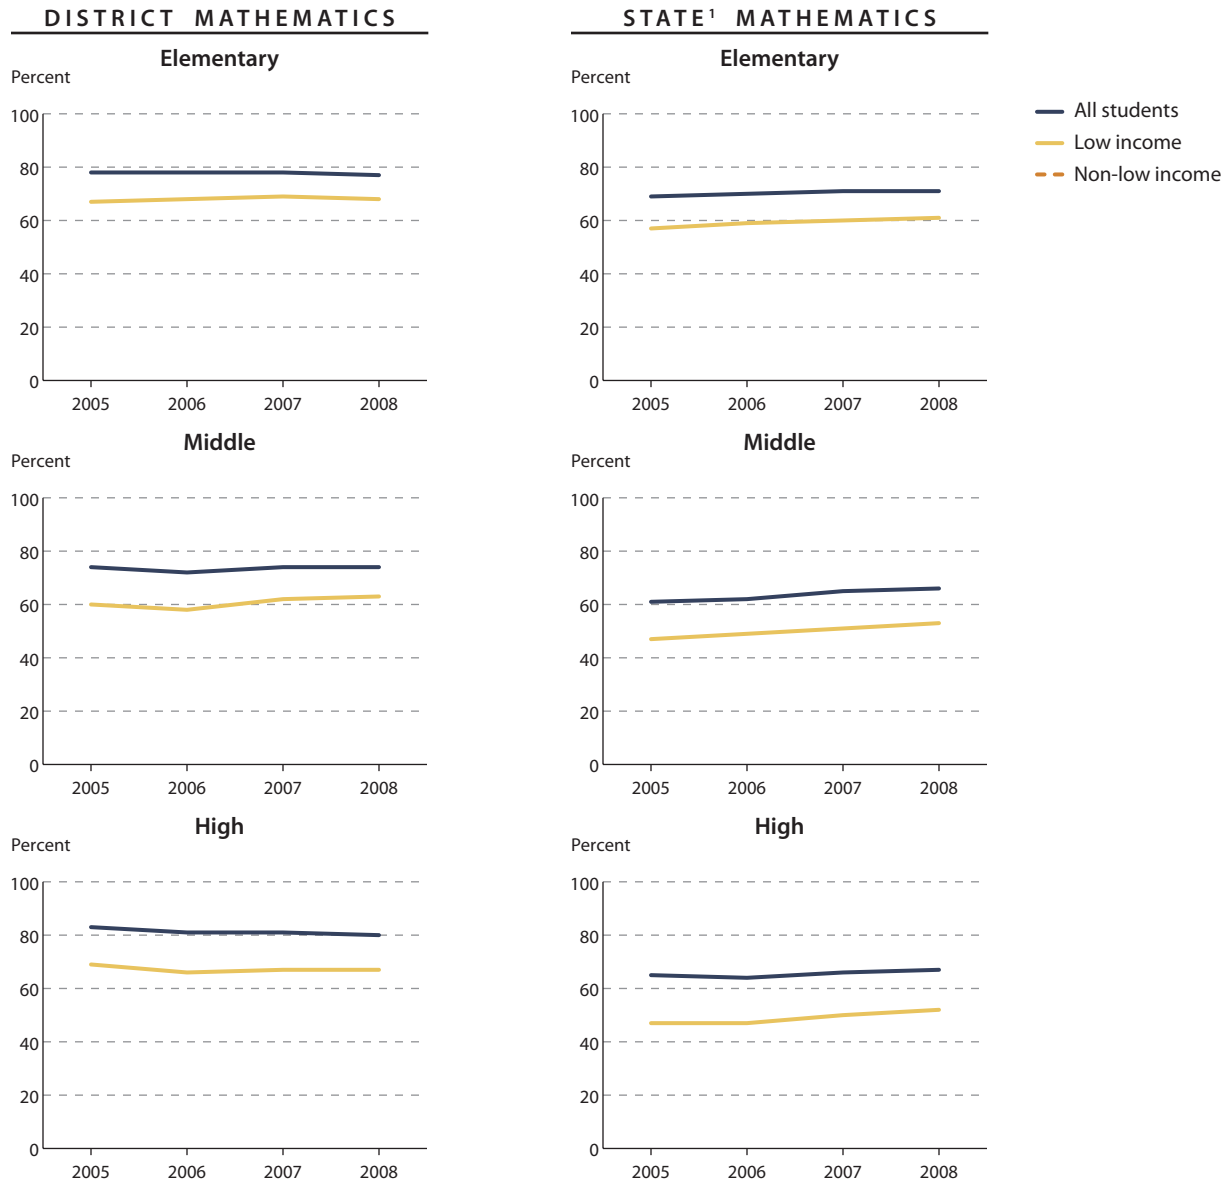 DISTRICT MATHEMATICS
Elementary
Percent
100
80
60
40
20
0
2005 2006 2007 2008
Middle
Percent
100
80
60
40
20
0
2005 2006 2007 2008
High
Percent
100
80
60
40
20
0
2005 2006 2007 2008
STATE¹ MATHEMATICS
Elementary
Percent
100
80
60
40
20
0
2005 2006 2007 2008
Middle
Percent
100
80
60
40
20
0
2005 2006 2007 2008
High
Percent
100
80
60
40
20
0
2005 2006 2007 2008
All students
Low income
Non-low income